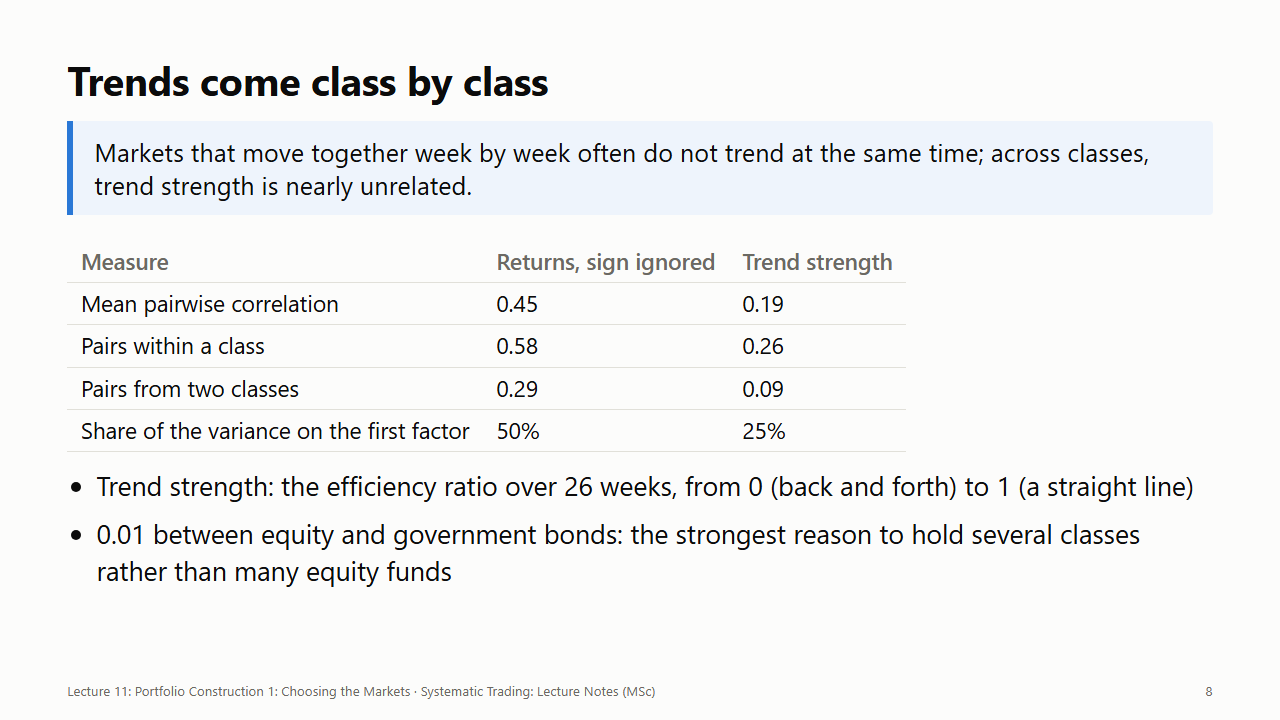 Trends come class by class
Markets that move together week by week often do not trend at the same time; across classes,
trend strength is nearly unrelated.
Measure Returns, sign ignored Trend strength
Mean pairwise correlation 0.45 0.19
Pairs within a class 0.58 0.26
Pairs from two classes 0.29 0.09
Share of the variance on the first factor 50% 25%
• Trend strength: the efficiency ratio over 26 weeks, from 0 (back and forth) to 1 (a straight line)
• 0.01 between equity and government bonds: the strongest reason to hold several classes
rather than many equity funds
Lecture 11: Portfolio Construction 1: Choosing the Markets · Systematic Trading: Lecture Notes (MSc) 8